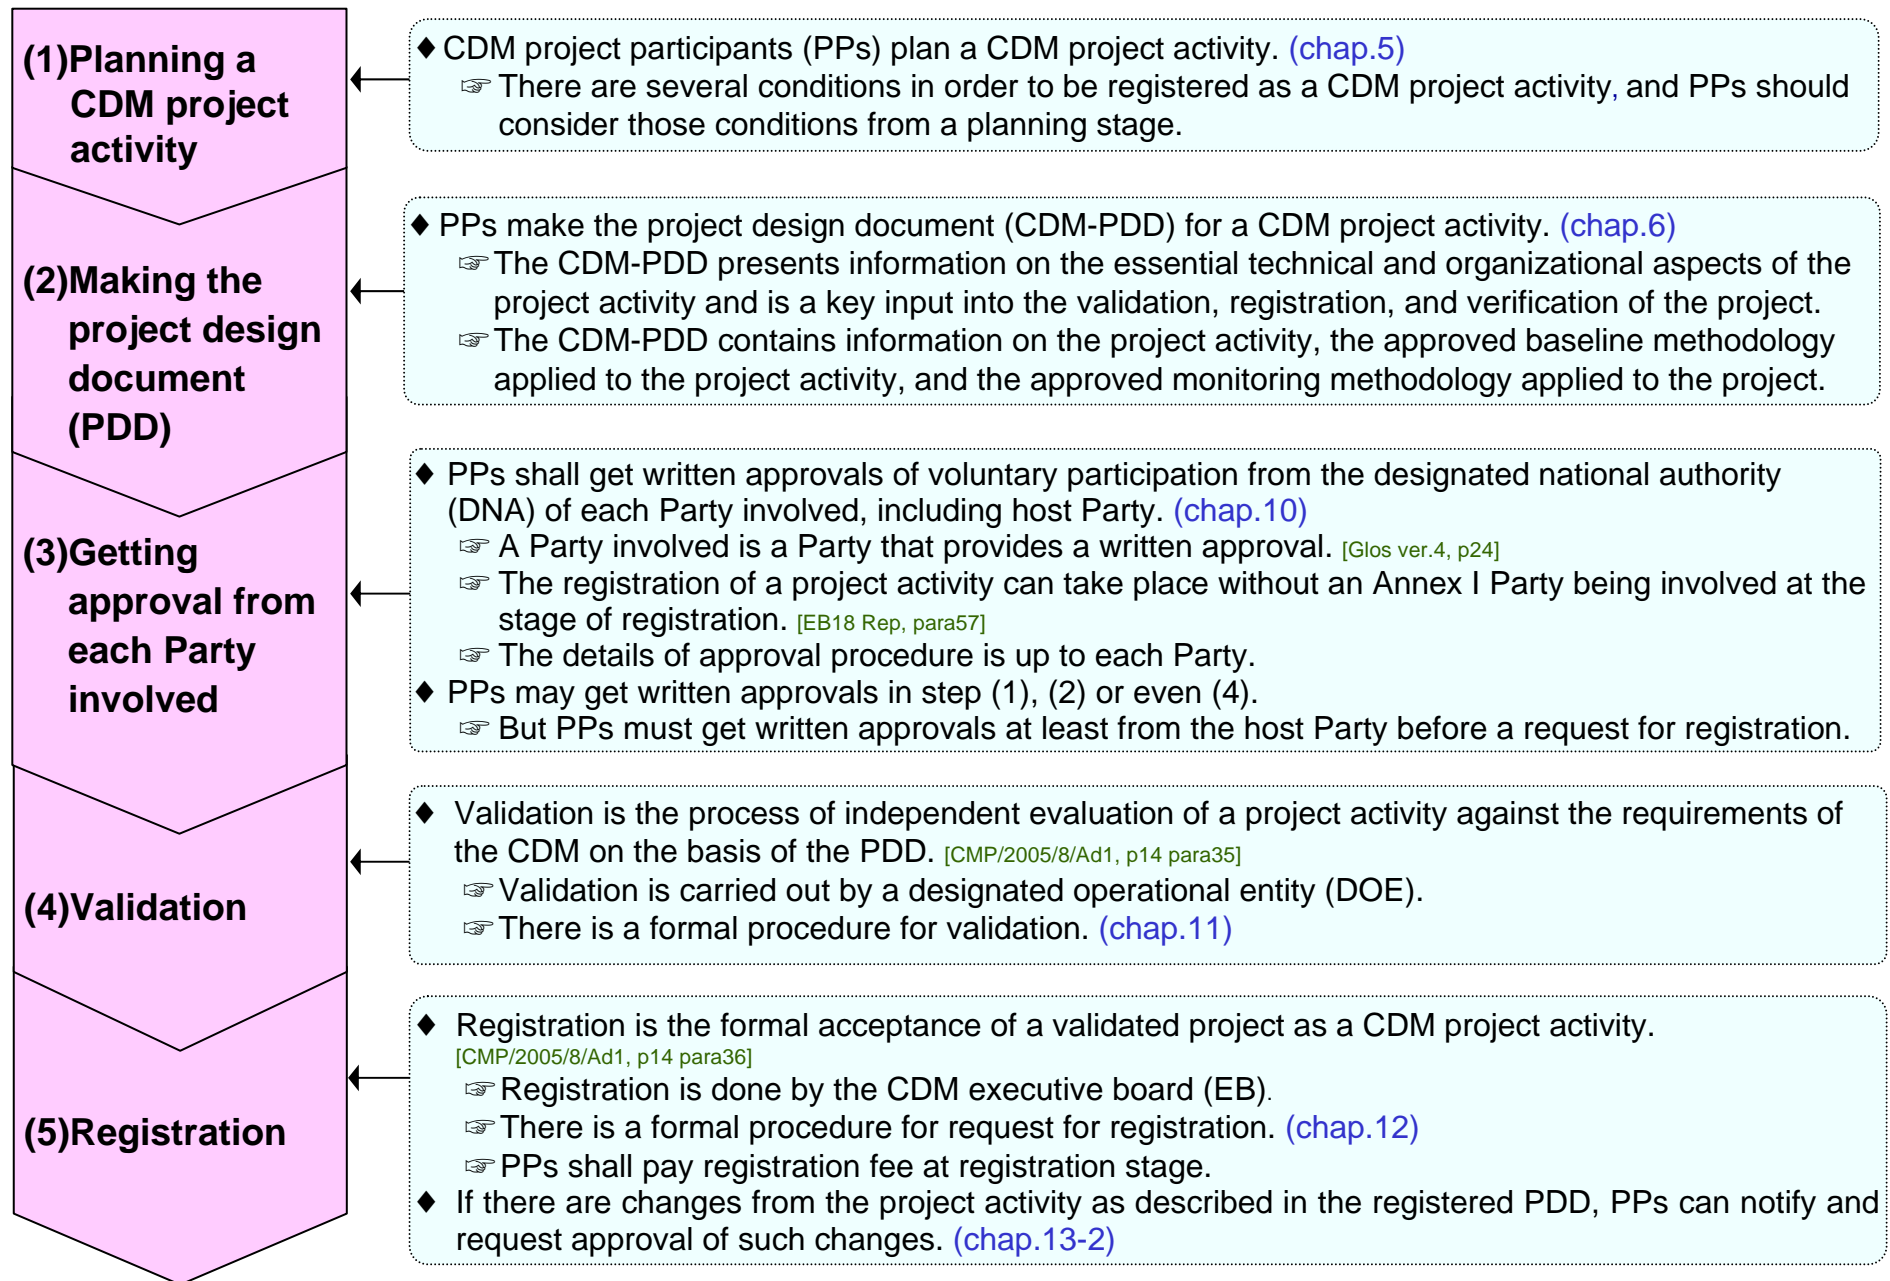 (1)Planning a
CDM project
activity
♦ CDM project participants (PPs) plan a CDM project activity. (chap.5)
☞ There are several conditions in order to be registered as a CDM project activity, and PPs should
consider those conditions from a planning stage.
(2)Making the
project design
document
(PDD)
♦ PPs make the project design document (CDM-PDD) for a CDM project activity. (chap.6)
☞ The CDM-PDD presents information on the essential technical and organizational aspects of the
project activity and is a key input into the validation, registration, and verification of the project.
☞ The CDM-PDD contains information on the project activity, the approved baseline methodology
applied to the project activity, and the approved monitoring methodology applied to the project.
(3)Getting
approval from
each Party
involved
♦ PPs shall get written approvals of voluntary participation from the designated national authority
(DNA) of each Party involved, including host Party. (chap.10)
☞ A Party involved is a Party that provides a written approval. [Glos ver.4, p24]
☞ The registration of a project activity can take place without an Annex I Party being involved at the
stage of registration. [EB18 Rep, para57]
☞ The details of approval procedure is up to each Party.
♦ PPs may get written approvals in step (1), (2) or even (4).
☞ But PPs must get written approvals at least from the host Party before a request for registration.
(4)Validation
♦ Validation is the process of independent evaluation of a project activity against the requirements of
the CDM on the basis of the PDD. [CMP/2005/8/Ad1, p14 para35]
☞ Validation is carried out by a designated operational entity (DOE).
☞ There is a formal procedure for validation. (chap.11)
(5)Registration
♦ Registration is the formal acceptance of a validated project as a CDM project activity.
[CMP/2005/8/Ad1, p14 para36]
☞ Registration is done by the CDM executive board (EB).
☞ There is a formal procedure for request for registration. (chap.12)
☞ PPs shall pay registration fee at registration stage.
♦ If there are changes from the project activity as described in the registered PDD, PPs can notify and
request approval of such changes. (chap.13-2)